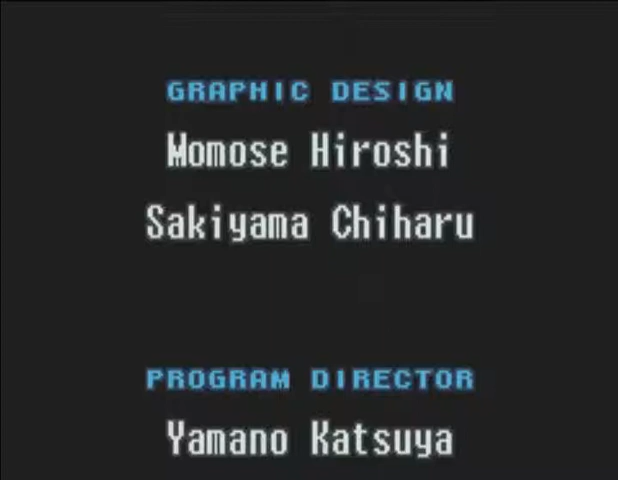 GRAPHIC DESIGN
Momose Hiroshi
Sakiyama Chiharu
PROGRAM DIRECTOR
Yamano Katsuya